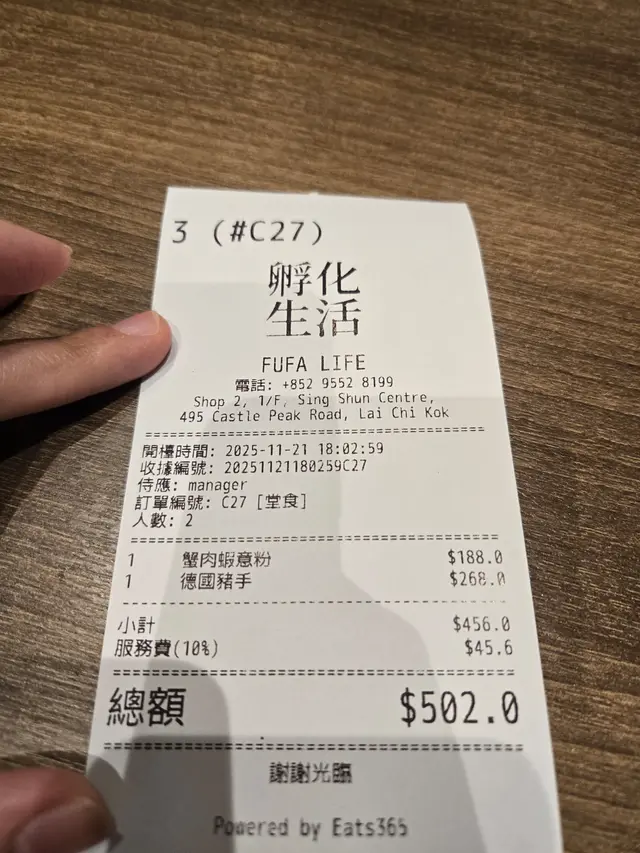 3 (#C27)
孵化
生活
FUFA LIFE
電話: +852 9552 8199
Shop 2, 1/F, Sing Shun Centre,
495 Castle Peak Road, Lai Chi Kok
開檯時間: 2025-11-21 18:02:59
收據編號: 20251121180259C27
侍應: manager
訂單編號: C27 [堂食]
人數: 2
1 蟹肉蝦意粉 $188.0
1 德國豬手 $268.0
小計 $456.0
服務費(10%) $45.6
總額 $502.0
謝謝光臨
Powered by Eats365